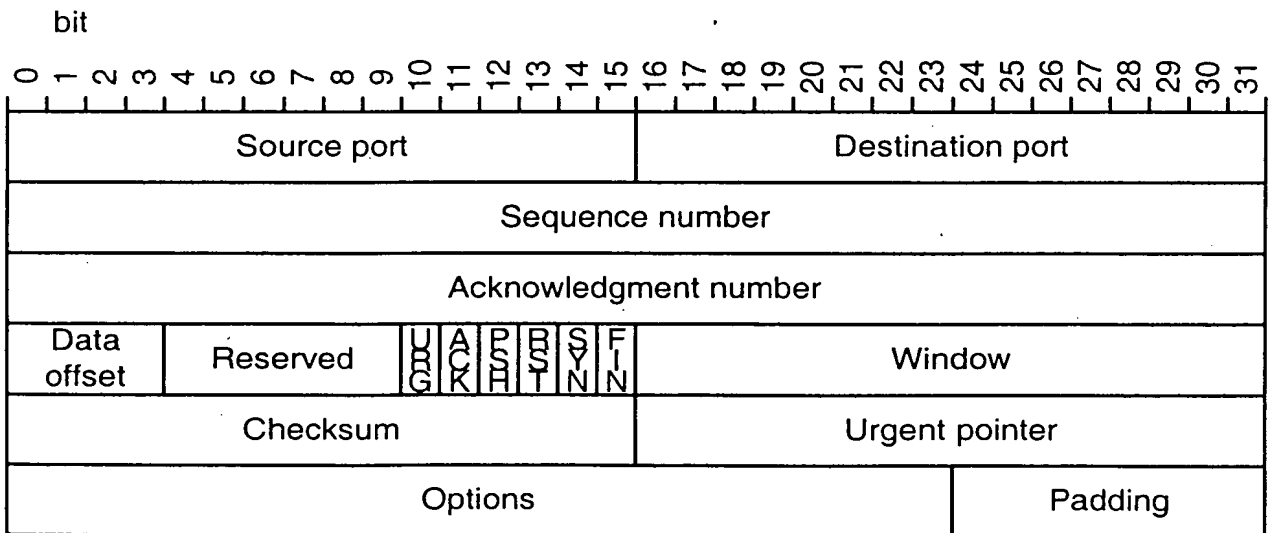 bit
0 1 2 3 4 5 6 7 8 9 10 11 12 13 14 15 16 17 18 19 20 21 22 23 24 25 26 27 28 29 30 31
Source port Destination port
Sequence number
Acknowledgment number
Data offset Reserved URG ACK PSH RST SYN FIN Window
Checksum Urgent pointer
Options Padding